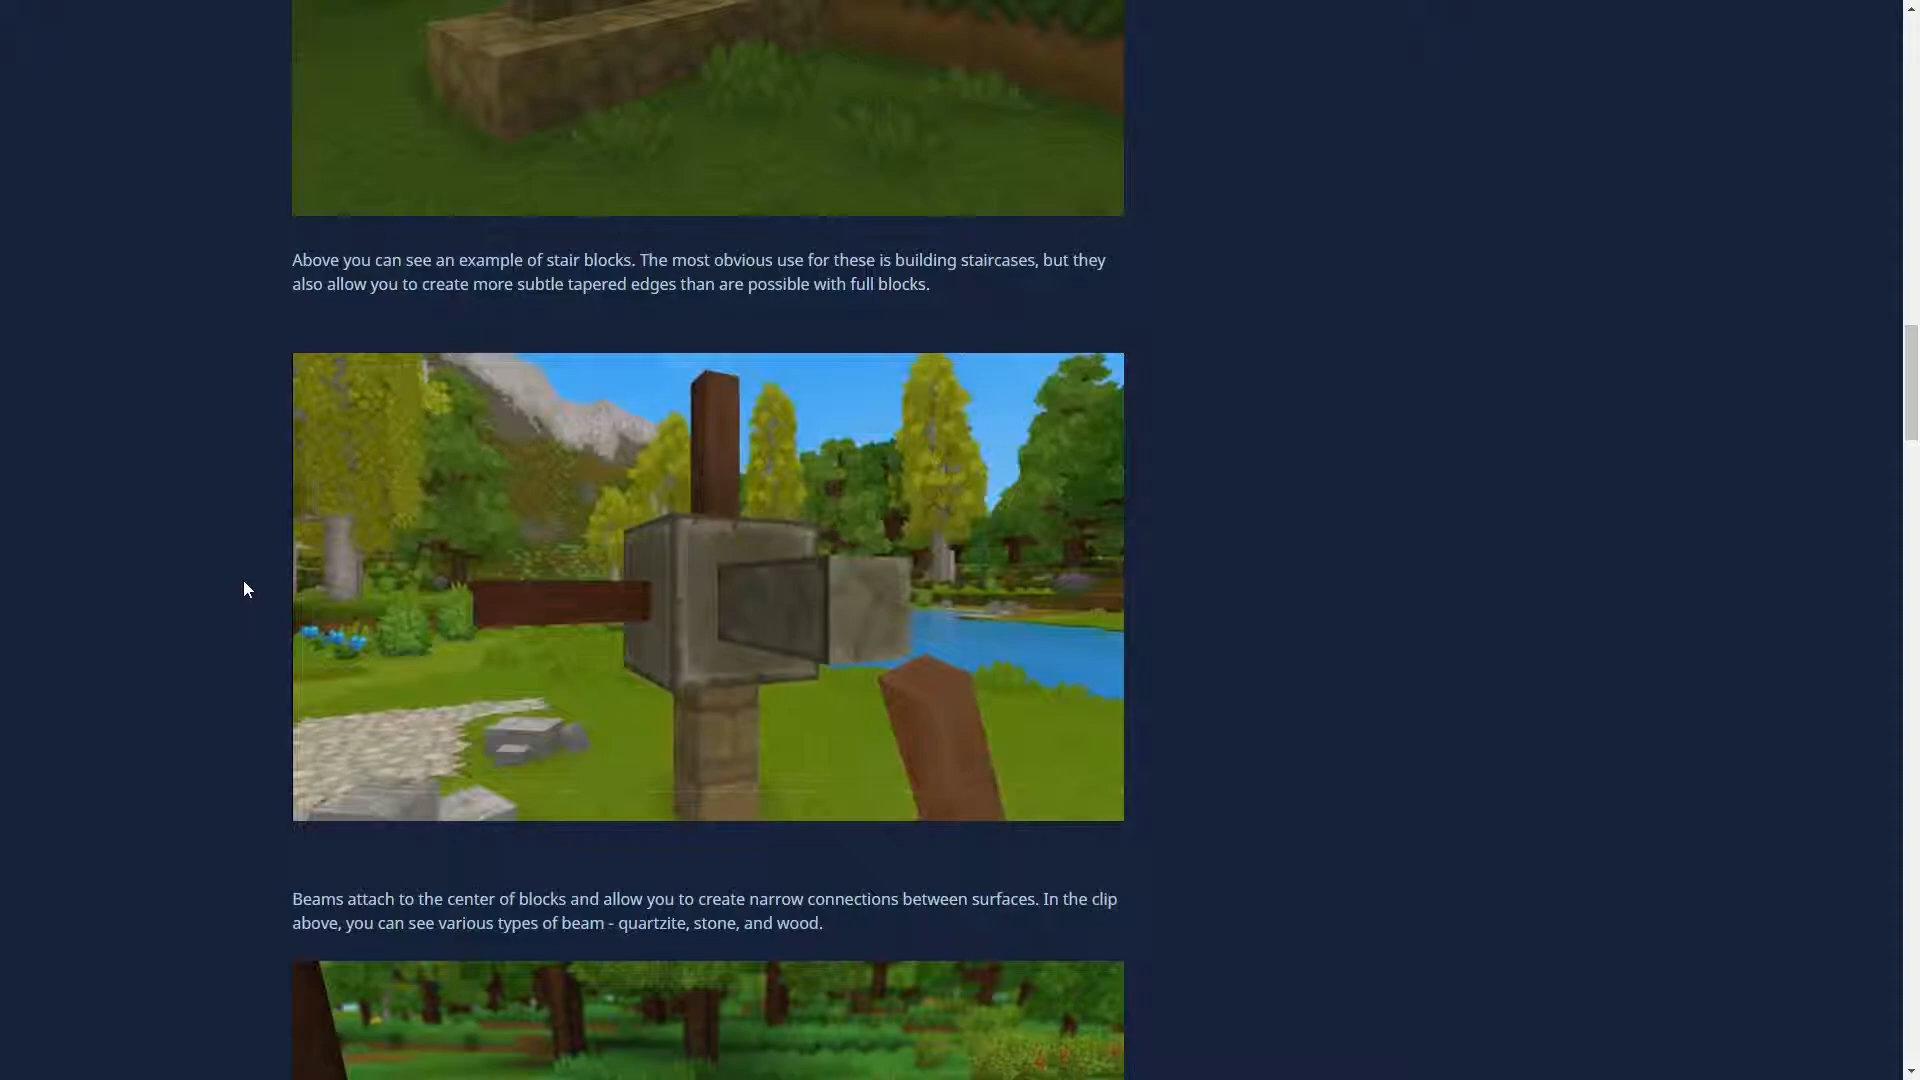 Above you can see an example of stair blocks. The most obvious use for these is building staircases, but they
also allow you to create more subtle tapered edges than are possible with full blocks.
Beams attach to the center of blocks and allow you to create narrow connections between surfaces. In the clip
above, you can see various types of beam - quartzite, stone, and wood.